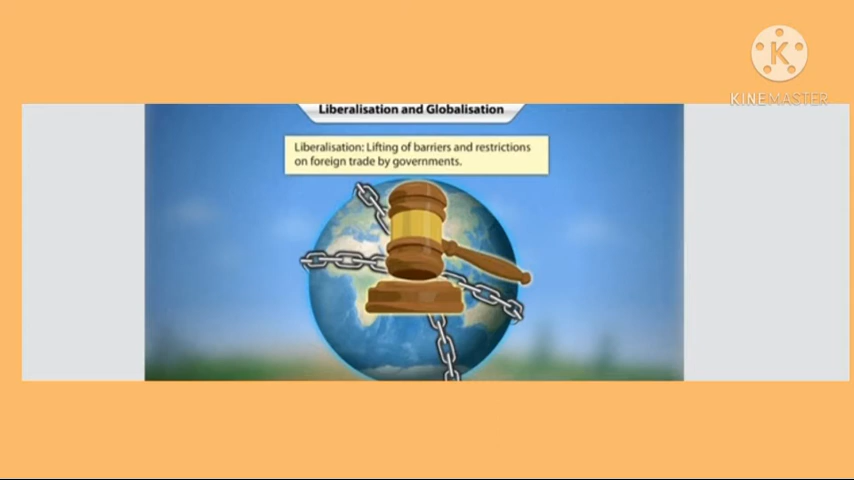 K
KINEMASTER
Liberalisation and Globalisation
Liberalisation: Lifting of barriers and restrictions
on foreign trade by governments.